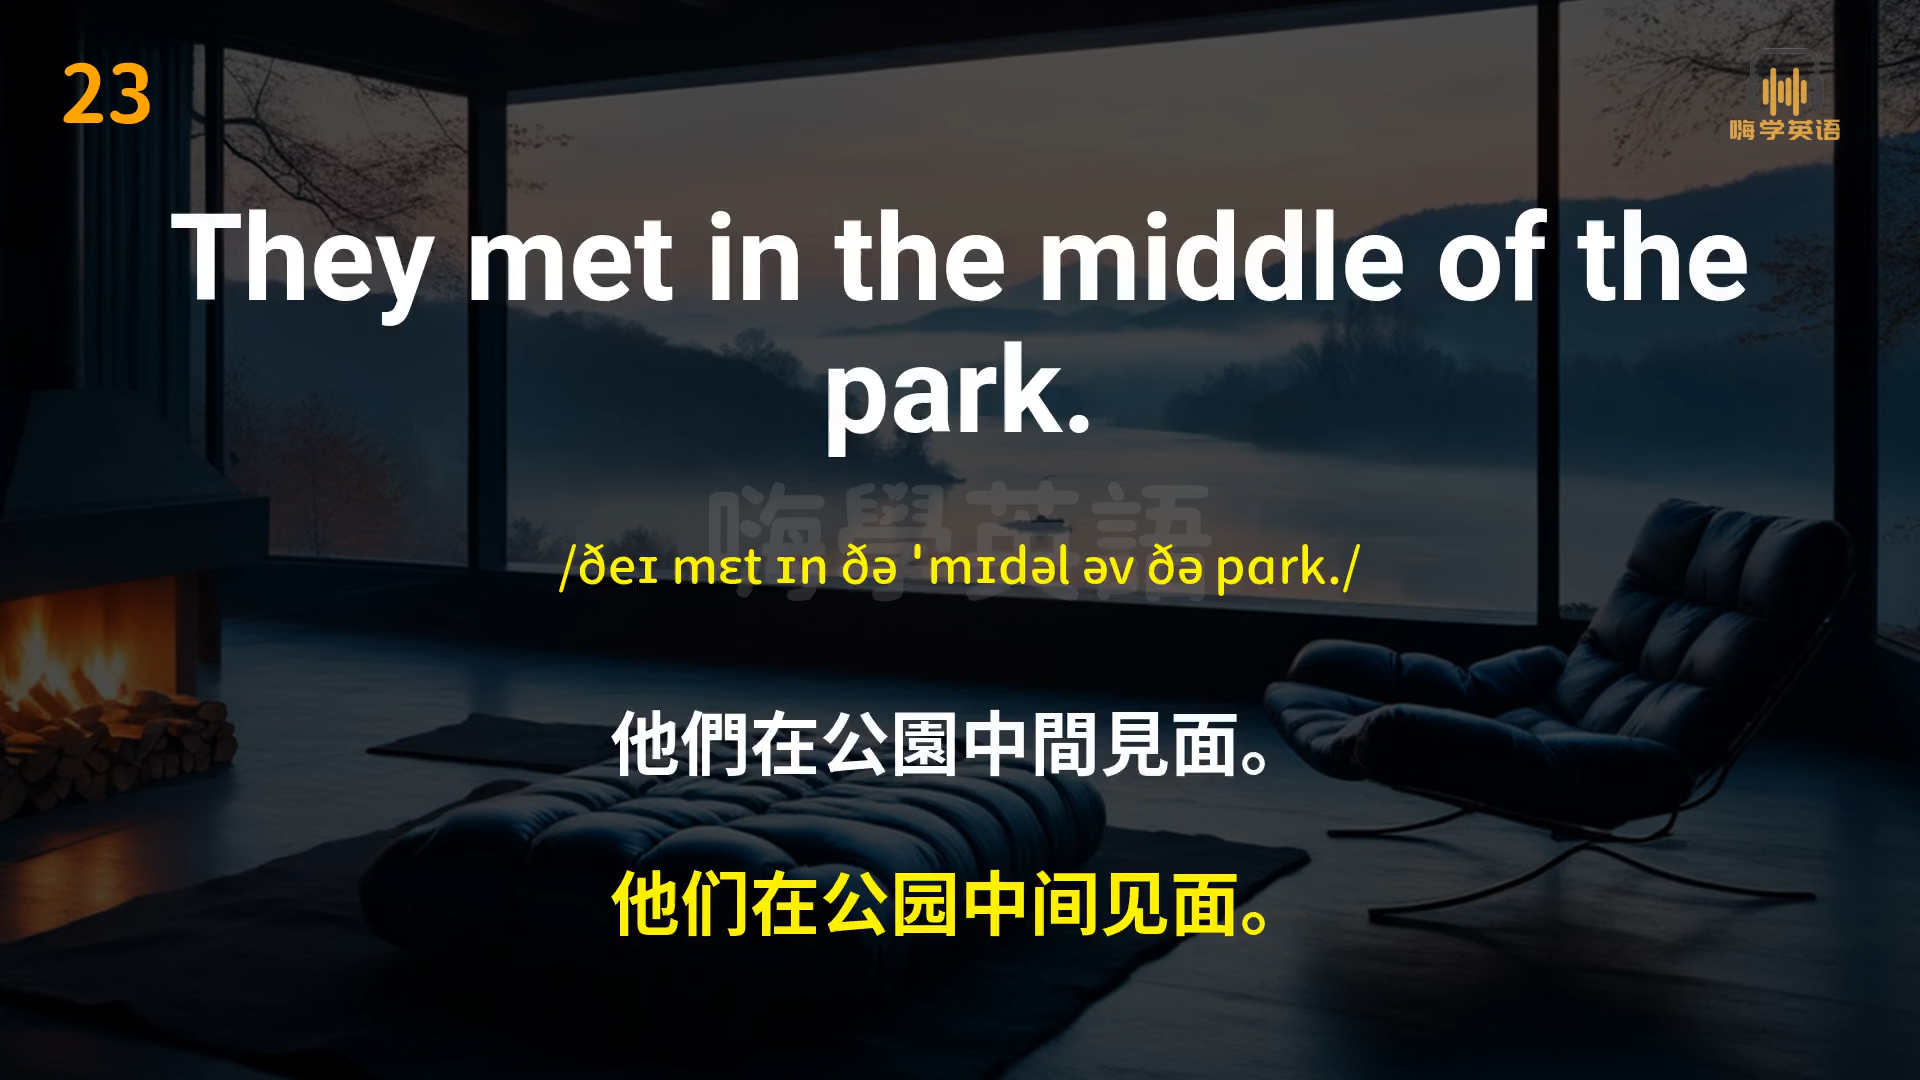 23
嗨学英语
They met in the middle of the
park.
嗨學英語
/ðeɪ mɛt ɪn ðə ˈmɪdəl əv ðə pɑrk./
他們在公園中間見面。
他们在公园中间见面。